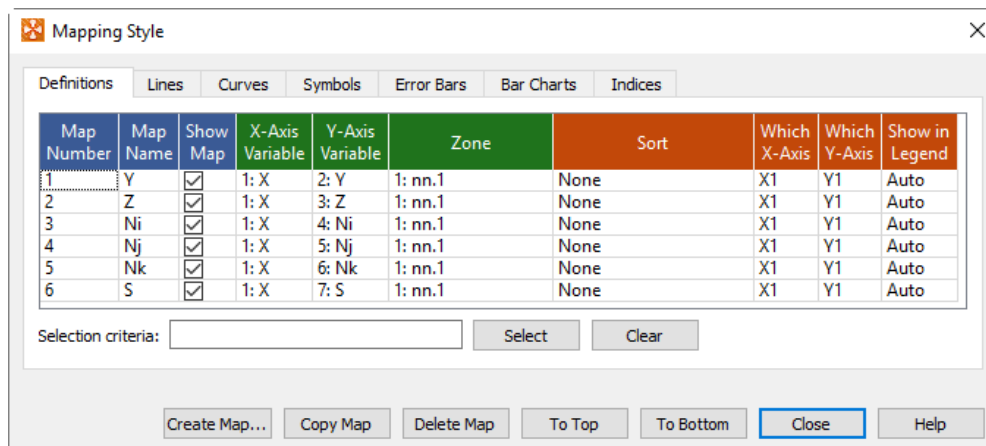 Mapping Style
Definitions Lines Curves Symbols Error Bars Bar Charts Indices
Map Number Map Name Show Map X-Axis Variable Y-Axis Variable Zone Sort Which X-Axis Which Y-Axis Show in Legend
1 Y 1: X 2: Y 1: nn.1 None X1 Y1 Auto
2 Z 1: X 3: Z 1: nn.1 None X1 Y1 Auto
3 Ni 1: X 4: Ni 1: nn.1 None X1 Y1 Auto
4 Nj 1: X 5: Nj 1: nn.1 None X1 Y1 Auto
5 Nk 1: X 6: Nk 1: nn.1 None X1 Y1 Auto
6 S 1: X 7: S 1: nn.1 None X1 Y1 Auto
Selection criteria: Select Clear
Create Map... Copy Map Delete Map To Top To Bottom Close Help